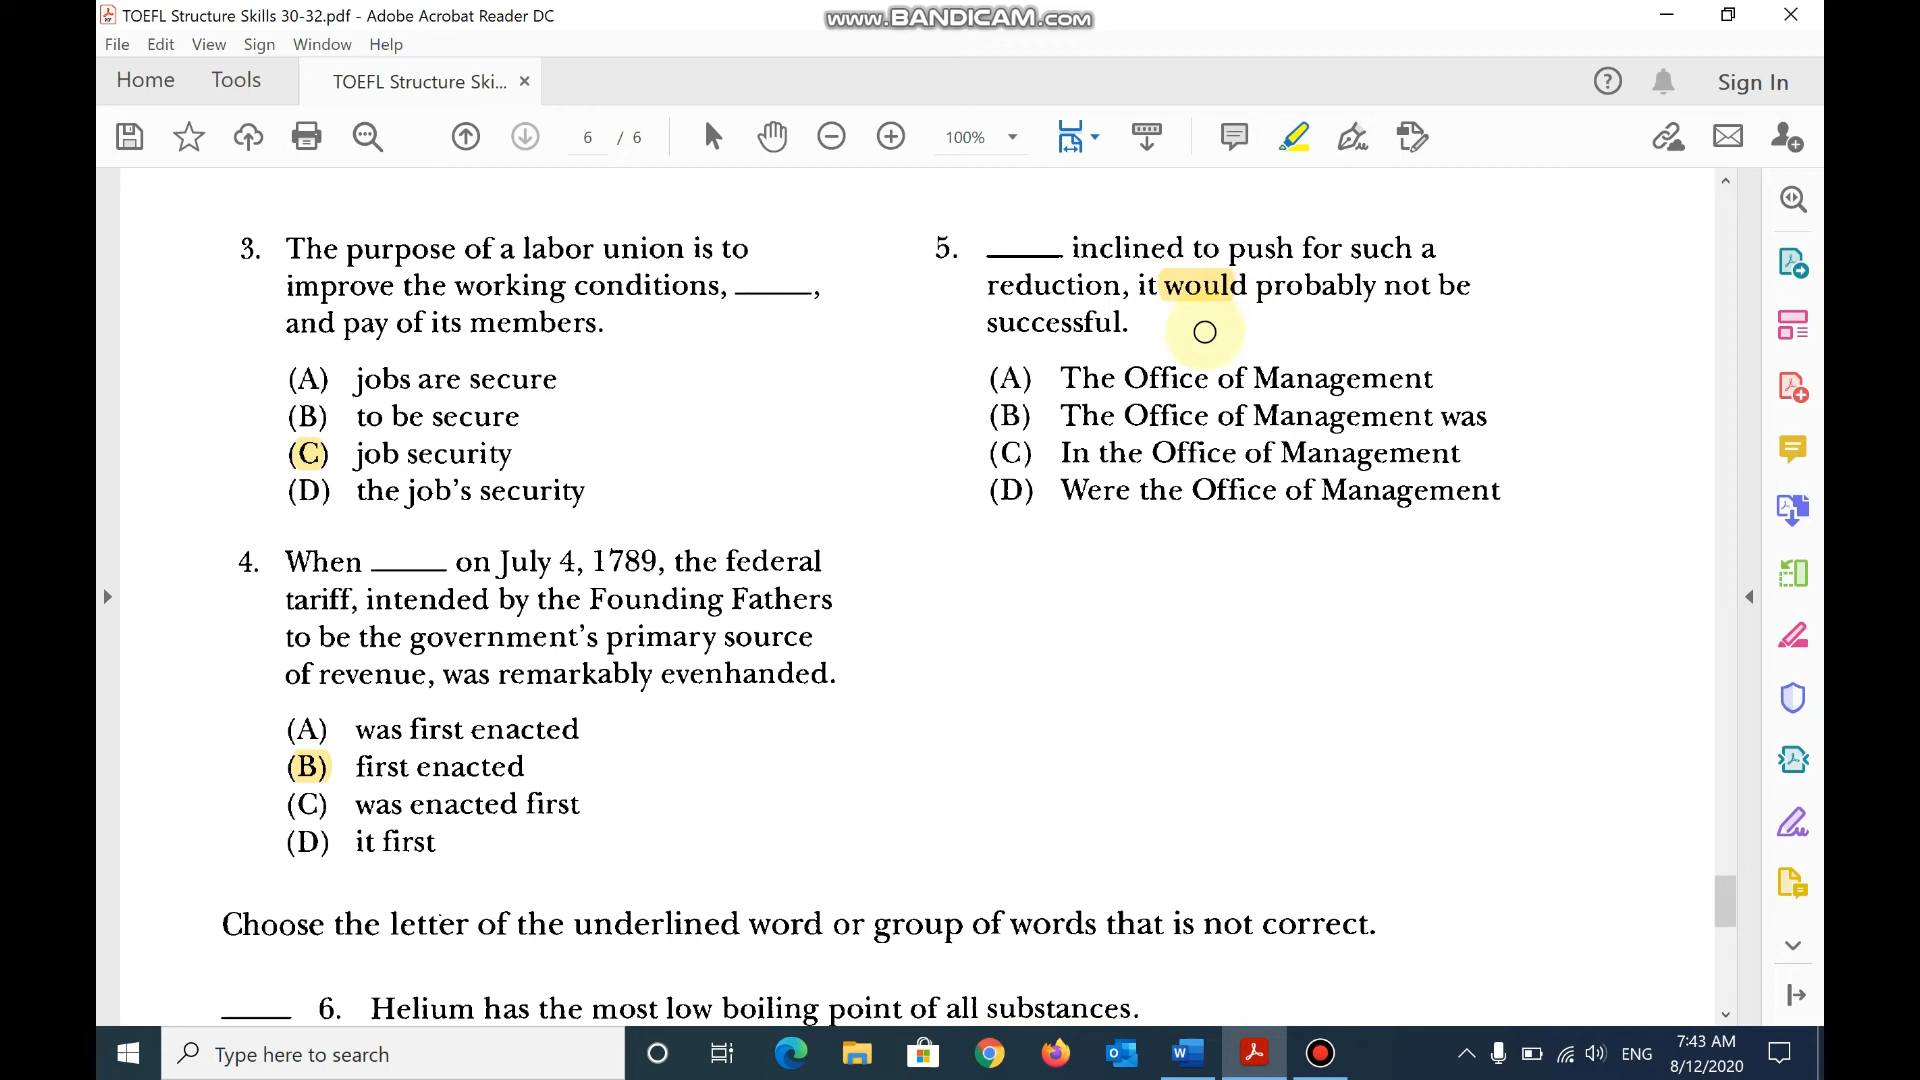 TOEFL Structure Skills 30-32.pdf - Adobe Acrobat Reader DC
www.BANDICAM.com
File Edit View Sign Window Help
Home Tools TOEFL Structure Ski... × Sign In
6 / 6 100%
3. The purpose of a labor union is to
improve the working conditions, _____,
and pay of its members.
(A) jobs are secure
(B) to be secure
(C) job security
(D) the job's security
4. When _____ on July 4, 1789, the federal
tariff, intended by the Founding Fathers
to be the government's primary source
of revenue, was remarkably evenhanded.
(A) was first enacted
(B) first enacted
(C) was enacted first
(D) it first
5. _____ inclined to push for such a
reduction, it would probably not be
successful.
(A) The Office of Management
(B) The Office of Management was
(C) In the Office of Management
(D) Were the Office of Management
Choose the letter of the underlined word or group of words that is not correct.
_____ 6. Helium has the most low boiling point of all substances.
Type here to search
ENG
7:43 AM
8/12/2020